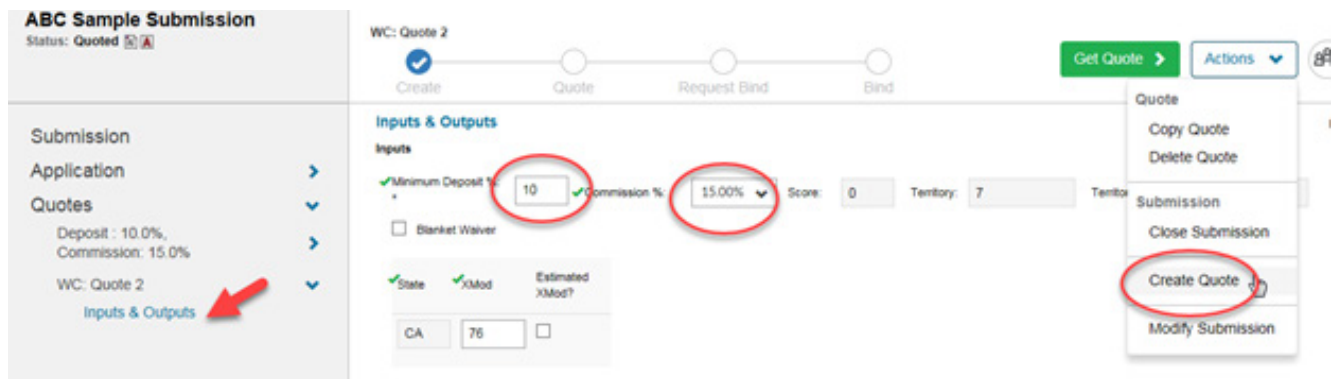 ABC Sample Submission
Status: Quoted
WC: Quote 2
Get Quote
Actions
Create
Quote
Request Bind
Bind
Quote
Copy Quote
Delete Quote
Submission
Close Submission
Create Quote
Modify Submission
Submission
Application
Quotes
Deposit : 10.0%,
Commission: 15.0%
WC: Quote 2
Inputs & Outputs
Inputs & Outputs
Inputs
Minimum Deposit %: 10 Commission %: 15.00% Score: 0 Territory: 7
*
Blanket Waiver
State XMod Estimated
XMod?
CA 76